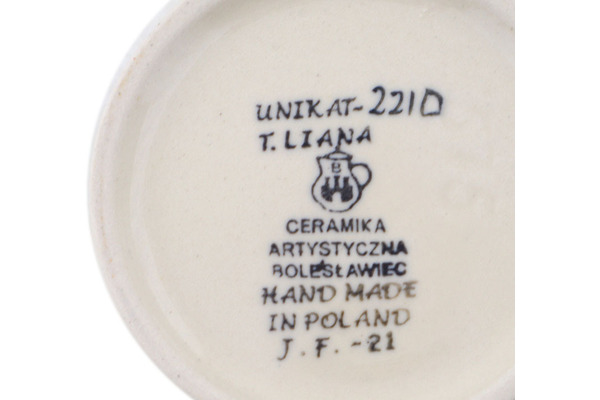 UNIKAT-2210
T. LIANA
B
CERAMIKA
ARTYSTYCZNA
BOLESŁAWIEC
HAND MADE
IN POLAND
J. F. -21